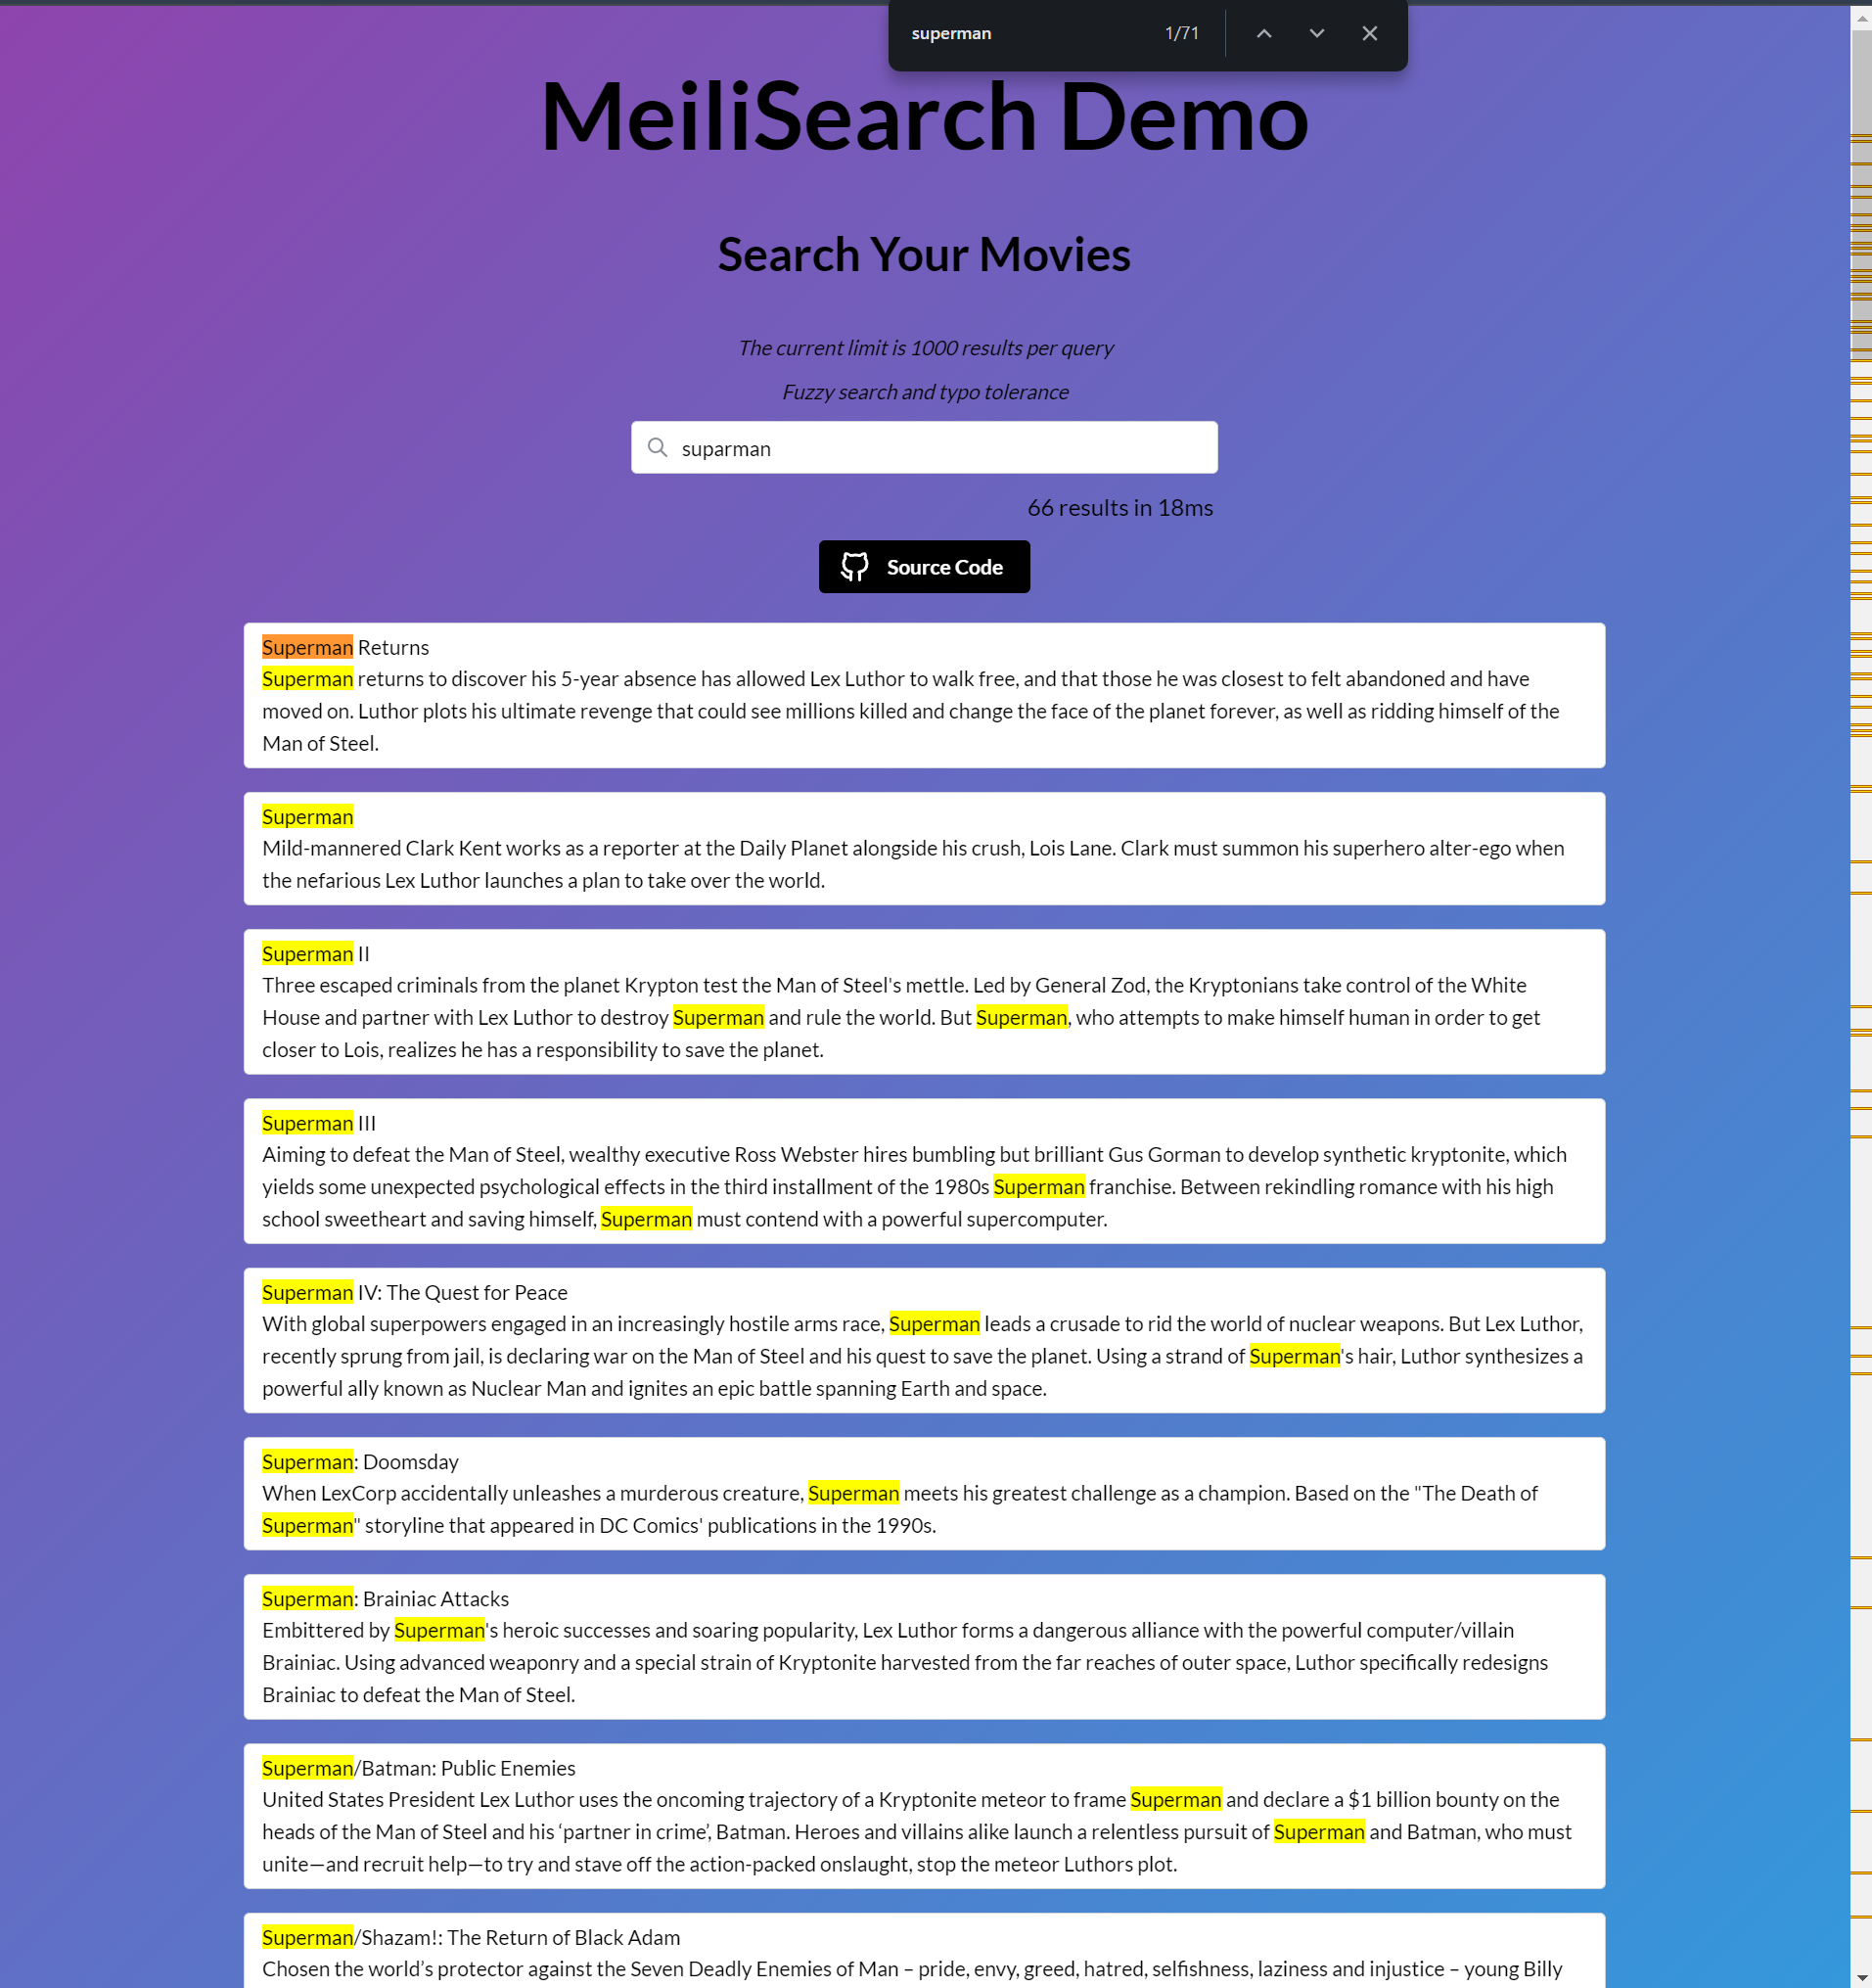 superman 1/71
MeiliSearch Demo
Search Your Movies
The current limit is 1000 results per query
Fuzzy search and typo tolerance
suparman
66 results in 18ms
Source Code
Superman Returns
Superman returns to discover his 5-year absence has allowed Lex Luthor to walk free, and that those he was closest to felt abandoned and have
moved on. Luthor plots his ultimate revenge that could see millions killed and change the face of the planet forever, as well as ridding himself of the
Man of Steel.
Superman
Mild-mannered Clark Kent works as a reporter at the Daily Planet alongside his crush, Lois Lane. Clark must summon his superhero alter-ego when
the nefarious Lex Luthor launches a plan to take over the world.
Superman II
Three escaped criminals from the planet Krypton test the Man of Steel's mettle. Led by General Zod, the Kryptonians take control of the White
House and partner with Lex Luthor to destroy Superman and rule the world. But Superman, who attempts to make himself human in order to get
closer to Lois, realizes he has a responsibility to save the planet.
Superman III
Aiming to defeat the Man of Steel, wealthy executive Ross Webster hires bumbling but brilliant Gus Gorman to develop synthetic kryptonite, which
yields some unexpected psychological effects in the third installment of the 1980s Superman franchise. Between rekindling romance with his high
school sweetheart and saving himself, Superman must contend with a powerful supercomputer.
Superman IV: The Quest for Peace
With global superpowers engaged in an increasingly hostile arms race, Superman leads a crusade to rid the world of nuclear weapons. But Lex Luthor,
recently sprung from jail, is declaring war on the Man of Steel and his quest to save the planet. Using a strand of Superman's hair, Luthor synthesizes a
powerful ally known as Nuclear Man and ignites an epic battle spanning Earth and space.
Superman: Doomsday
When LexCorp accidentally unleashes a murderous creature, Superman meets his greatest challenge as a champion. Based on the "The Death of
Superman" storyline that appeared in DC Comics' publications in the 1990s.
Superman: Brainiac Attacks
Embittered by Superman's heroic successes and soaring popularity, Lex Luthor forms a dangerous alliance with the powerful computer/villain
Brainiac. Using advanced weaponry and a special strain of Kryptonite harvested from the far reaches of outer space, Luthor specifically redesigns
Brainiac to defeat the Man of Steel.
Superman/Batman: Public Enemies
United States President Lex Luthor uses the oncoming trajectory of a Kryptonite meteor to frame Superman and declare a $1 billion bounty on the
heads of the Man of Steel and his ‘partner in crime’, Batman. Heroes and villains alike launch a relentless pursuit of Superman and Batman, who must
unite—and recruit help—to try and stave off the action-packed onslaught, stop the meteor Luthors plot.
Superman/Shazam!: The Return of Black Adam
Chosen the world’s protector against the Seven Deadly Enemies of Man – pride, envy, greed, hatred, selfishness, laziness and injustice – young Billy